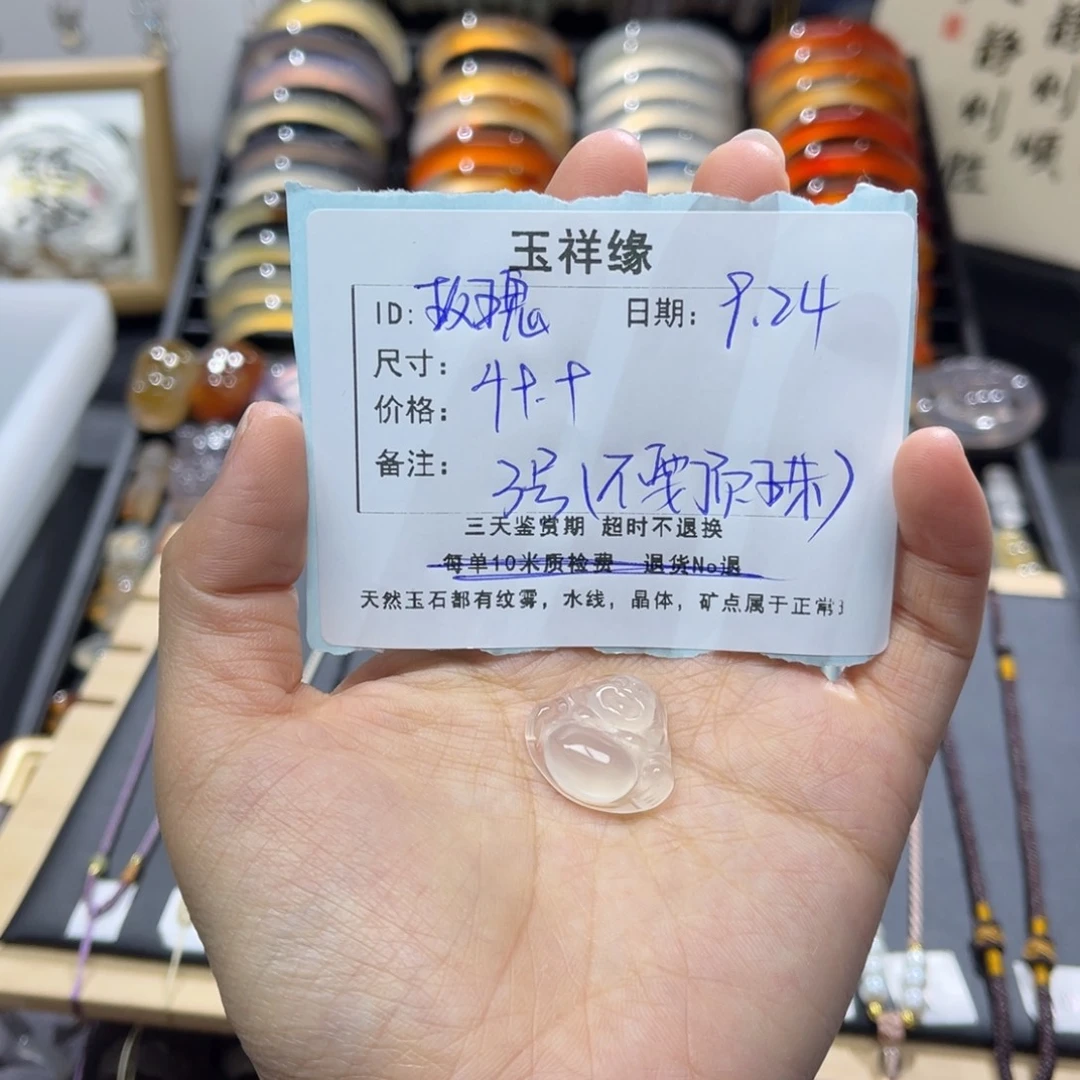 玉祥缘
ID: 玫瑰 日期: 9.24
尺寸:
价格:
备注: 3号(不要顶珠)
三天鉴赏期 超时不退换
每单10米质检费 退货No退
天然玉石都有纹雾，水线，晶体，矿点属于正常